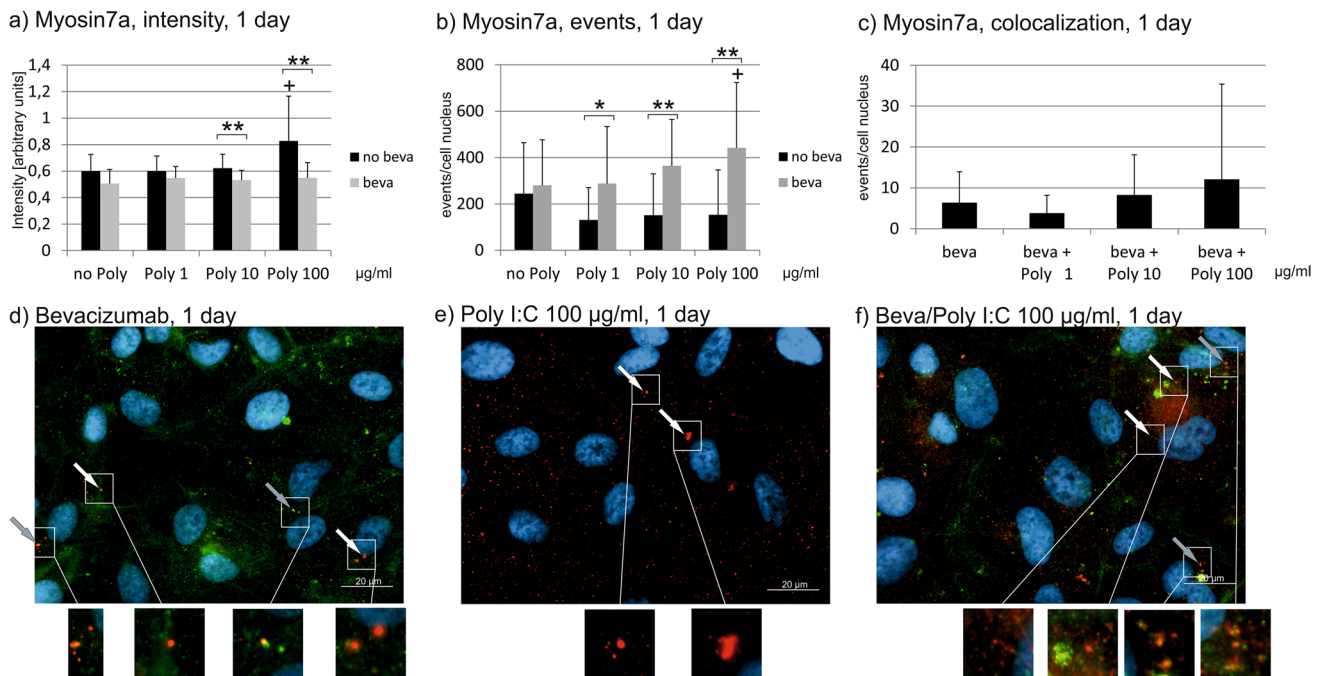 a) Myosin7a, intensity, 1 day
Intensity [arbitrary units]
1,4
1,2
1
0,8
0,6
0,4
0,2
0
**
**
+
no Poly Poly 1 Poly 10 Poly 100 µg/ml
no beva
beva
b) Myosin7a, events, 1 day
events/cell nucleus
800
600
400
200
0
*
**
**
+
no Poly Poly 1 Poly 10 Poly 100 µg/ml
no beva
beva
c) Myosin7a, colocalization, 1 day
events/cell nucleus
40
30
20
10
0
beva beva + beva + beva +
Poly 1 Poly 10 Poly 100 µg/ml
d) Bevacizumab, 1 day
20 µm
e) Poly I:C 100 µg/ml, 1 day
20 µm
f) Beva/Poly I:C 100 µg/ml, 1 day
20 µm